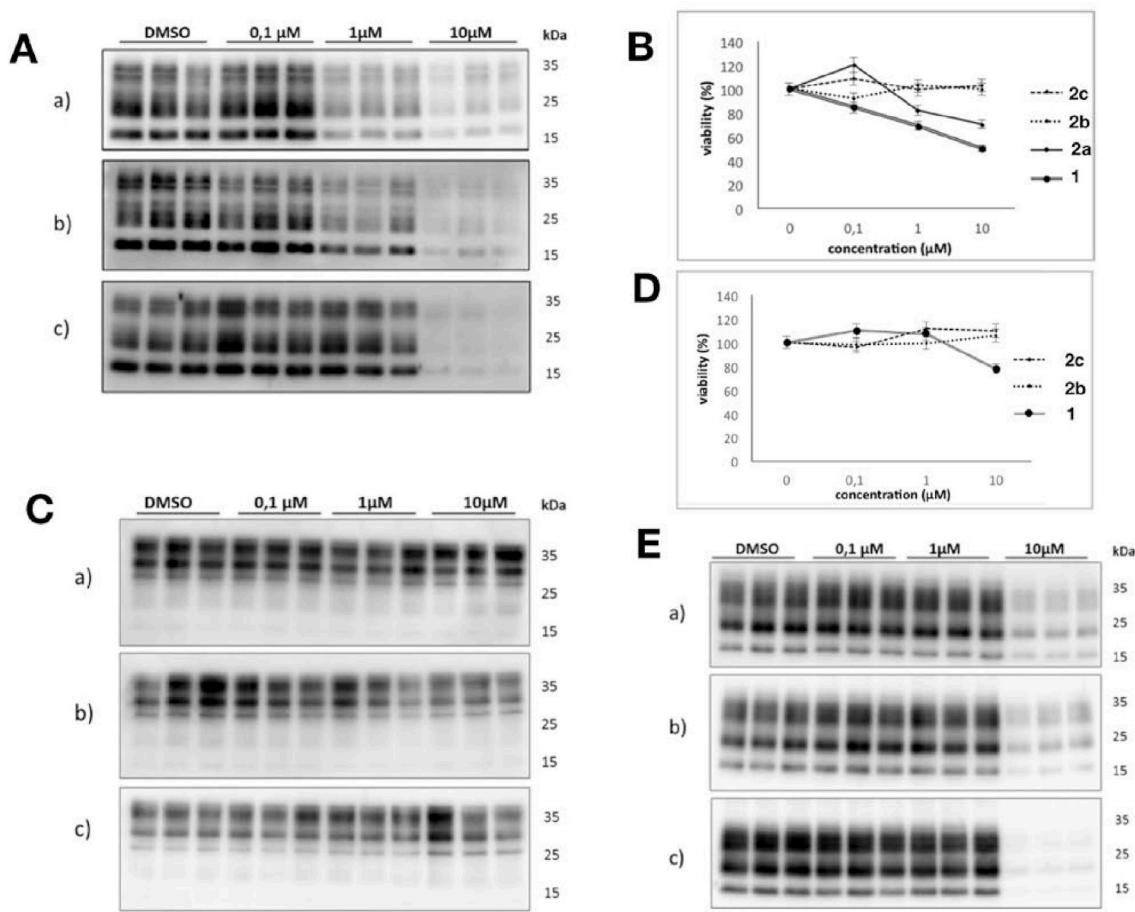 A
DMSO 0,1 µM 1µM 10µM kDa
a)
35
25
15
b)
35
25
15
c)
35
25
15
B
140
120
100
80
60
40
20
0
viability (%)
0 0,1 1 10
concentration (µM)
2c
2b
2a
1
D
140
120
100
80
60
40
20
0
viability (%)
0 0,1 1 10
concentration (µM)
2c
2b
1
C
DMSO 0,1 µM 1µM 10µM kDa
a)
35
25
15
b)
35
25
15
c)
35
25
15
E
DMSO 0,1 µM 1µM 10µM kDa
a)
35
25
15
b)
35
25
15
c)
35
25
15